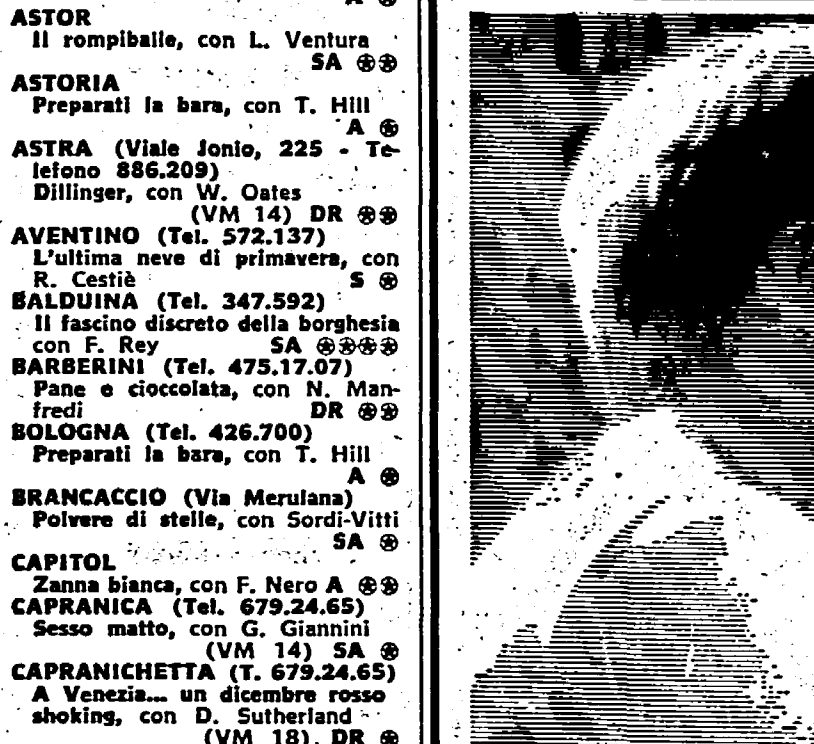 A ⍟
ASTOR
Il rompiballe, con L. Ventura
SA ⍟⍟
ASTORIA
Preparati la bara, con T. Hill
A ⍟
ASTRA (Viale Jonio, 225 - Te-
lefono 886.209)
Dillinger, con W. Oates
(VM 14) DR ⍟⍟
AVENTINO (Tel. 572.137)
L'ultima neve di primavera, con
R. Cestiè S ⍟
BALDUINA (Tel. 347.592)
Il fascino discreto della borghesia
con F. Rey SA ⍟⍟⍟⍟
BARBERINI (Tel. 475.17.07)
Pane e cioccolata, con N. Man-
fredi DR ⍟⍟
BOLOGNA (Tel. 426.700)
Preparati la bara, con T. Hill
A ⍟
BRANCACCIO (Via Merulana)
Polvere di stelle, con Sordi-Vitti
SA ⍟
CAPITOL
Zanna bianca, con F. Nero A ⍟⍟
CAPRANICA (Tel. 679.24.65)
Sesso matto, con G. Giannini
(VM 14) SA ⍟
CAPRANICHETTA (T. 679.24.65)
A Venezia... un dicembre rosso
shoking, con D. Sutherland
(VM 18) DR ⍟